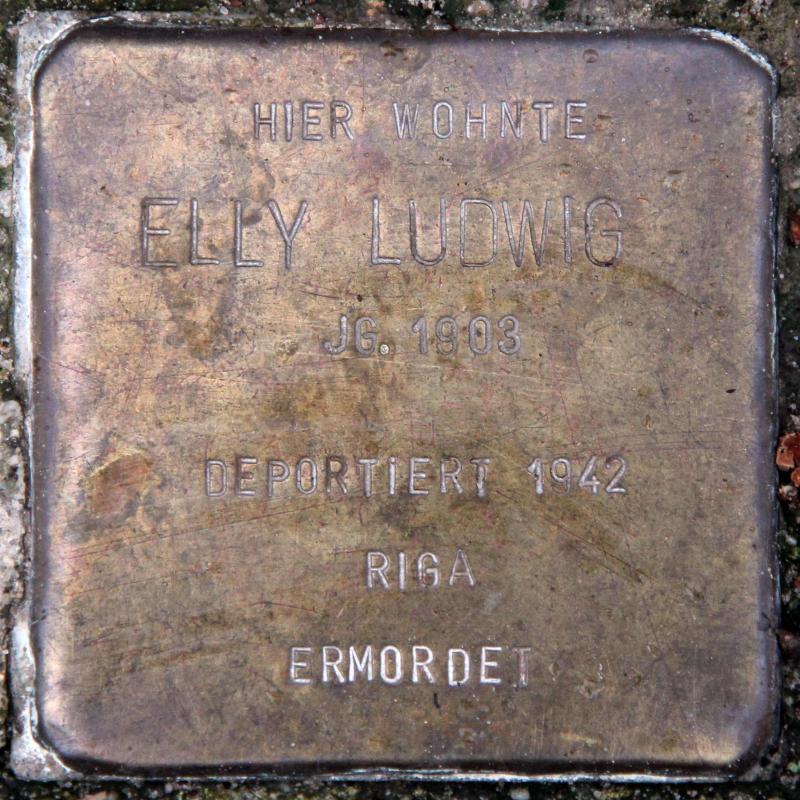 HIER WOHNTE
ELLY LUDWIG
JG. 1903
DEPORTIERT 1942
RIGA
ERMORDET